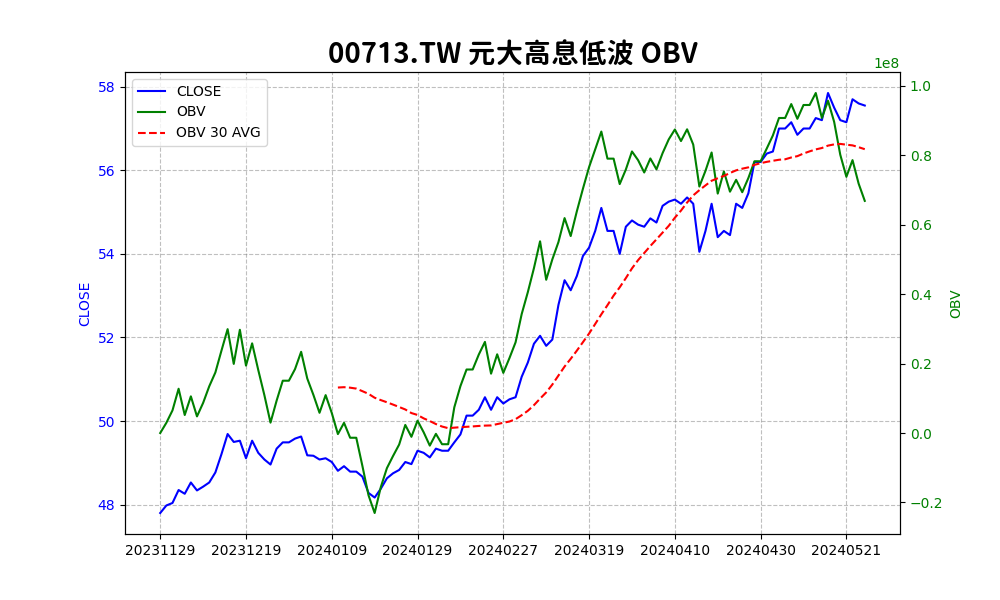 00713.TW 元大高息低波 OBV
1e8
CLOSE
OBV
OBV 30 AVG
58
56
54
52
50
48
CLOSE
1.0
0.8
0.6
0.4
0.2
0.0
−0.2
OBV
20231129 20231219 20240109 20240129 20240227 20240319 20240410 20240430 20240521